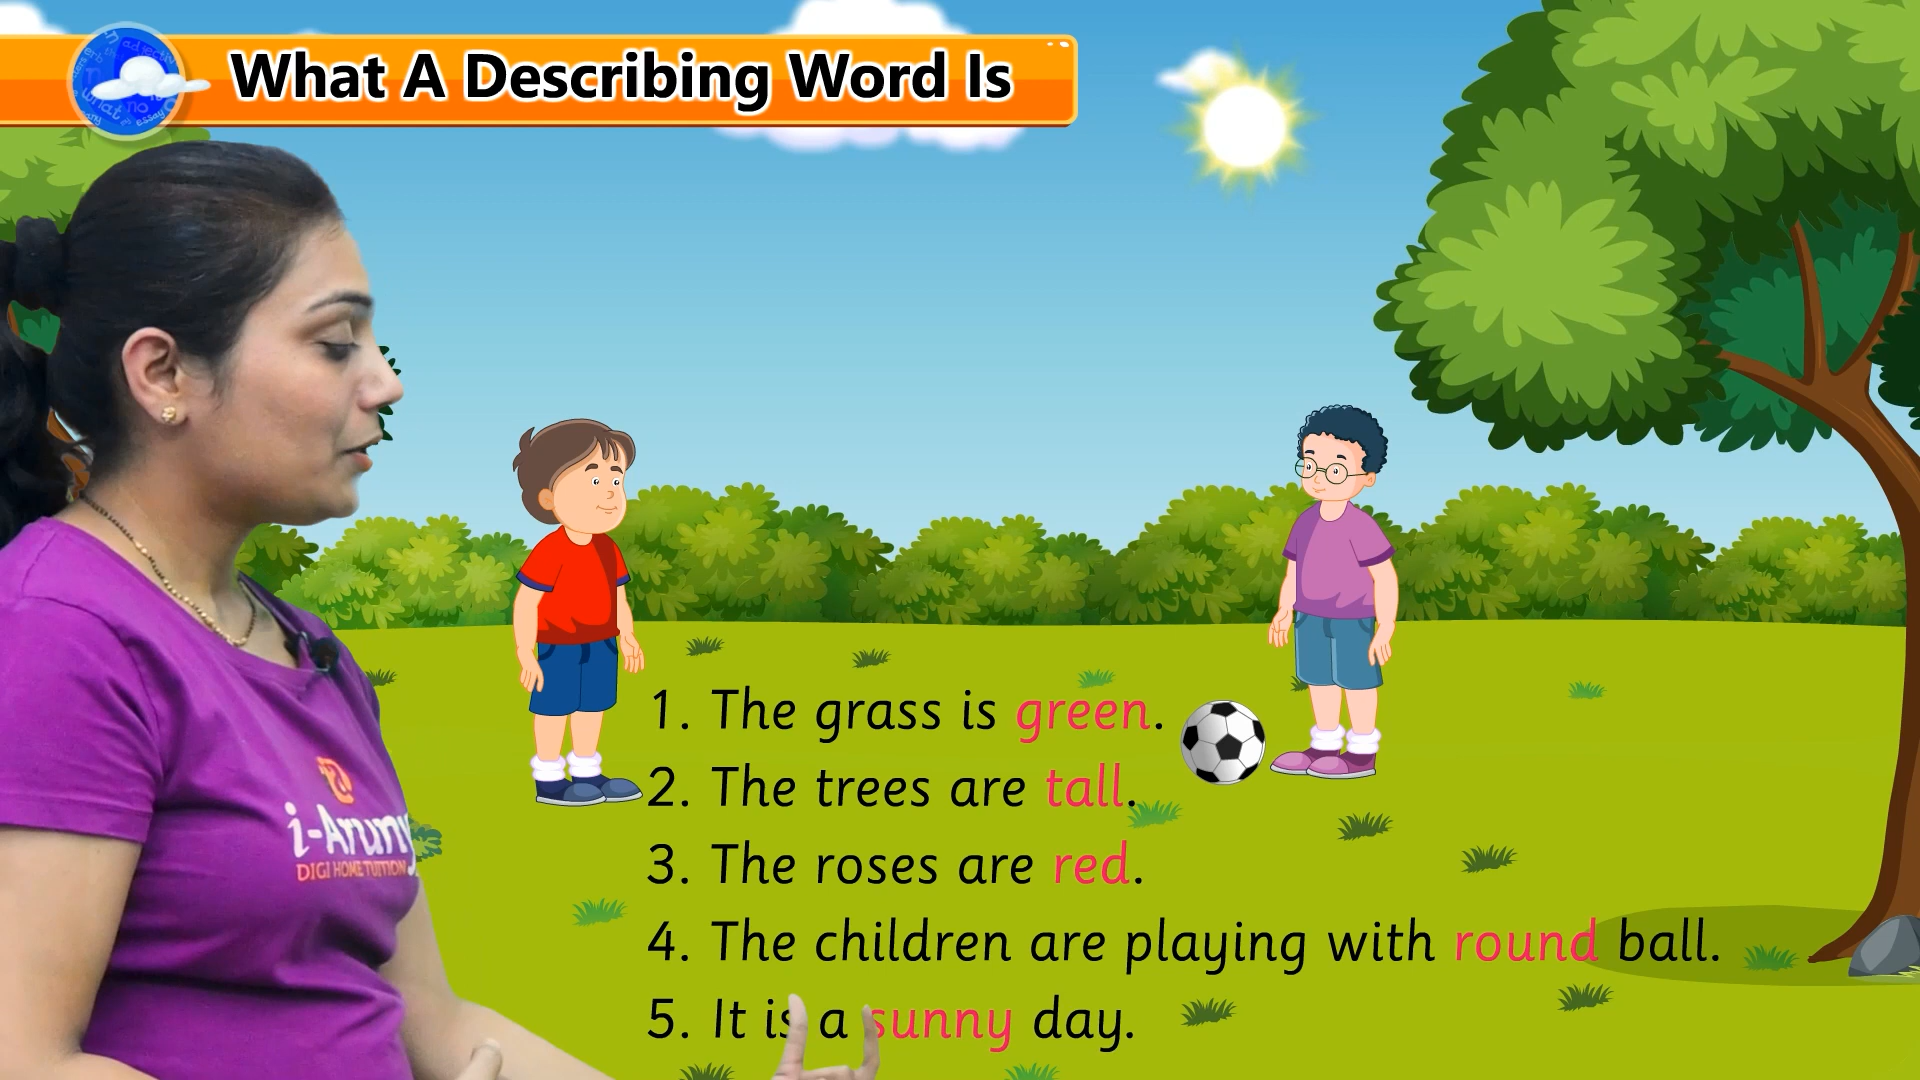 What A Describing Word Is
1. The grass is green.
2. The trees are tall.
3. The roses are red.
4. The children are playing with round ball.
5. It is a sunny day.
i-Aruny
DIGI HOME TUITION